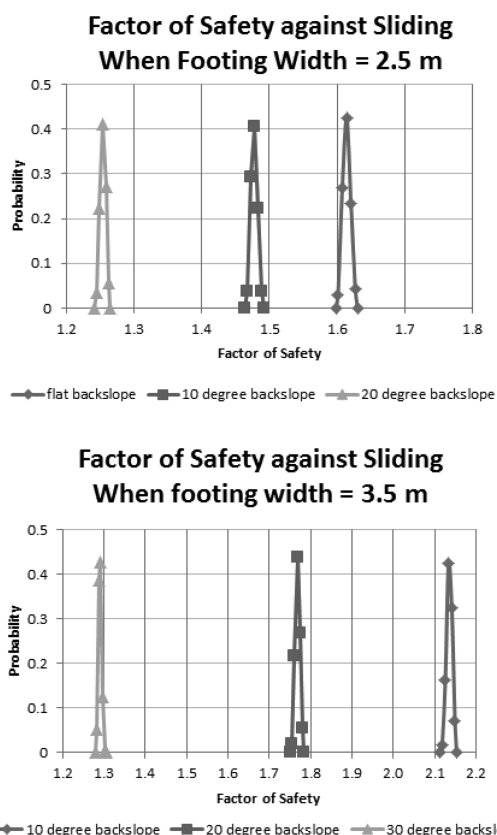 Factor of Safety against Sliding
When Footing Width = 2.5 m
0.5
0.4
0.3
0.2
0.1
0
Probability
1.2 1.3 1.4 1.5 1.6 1.7 1.8
Factor of Safety
flat backslope 10 degree backslope 20 degree backslope
Factor of Safety against Sliding
When footing width = 3.5 m
0.5
0.4
0.3
0.2
0.1
0
Probability
1.2 1.3 1.4 1.5 1.6 1.7 1.8 1.9 2.0 2.1 2.2
Factor of Safety
10 degree backslope 20 degree backslope 30 degree backslope